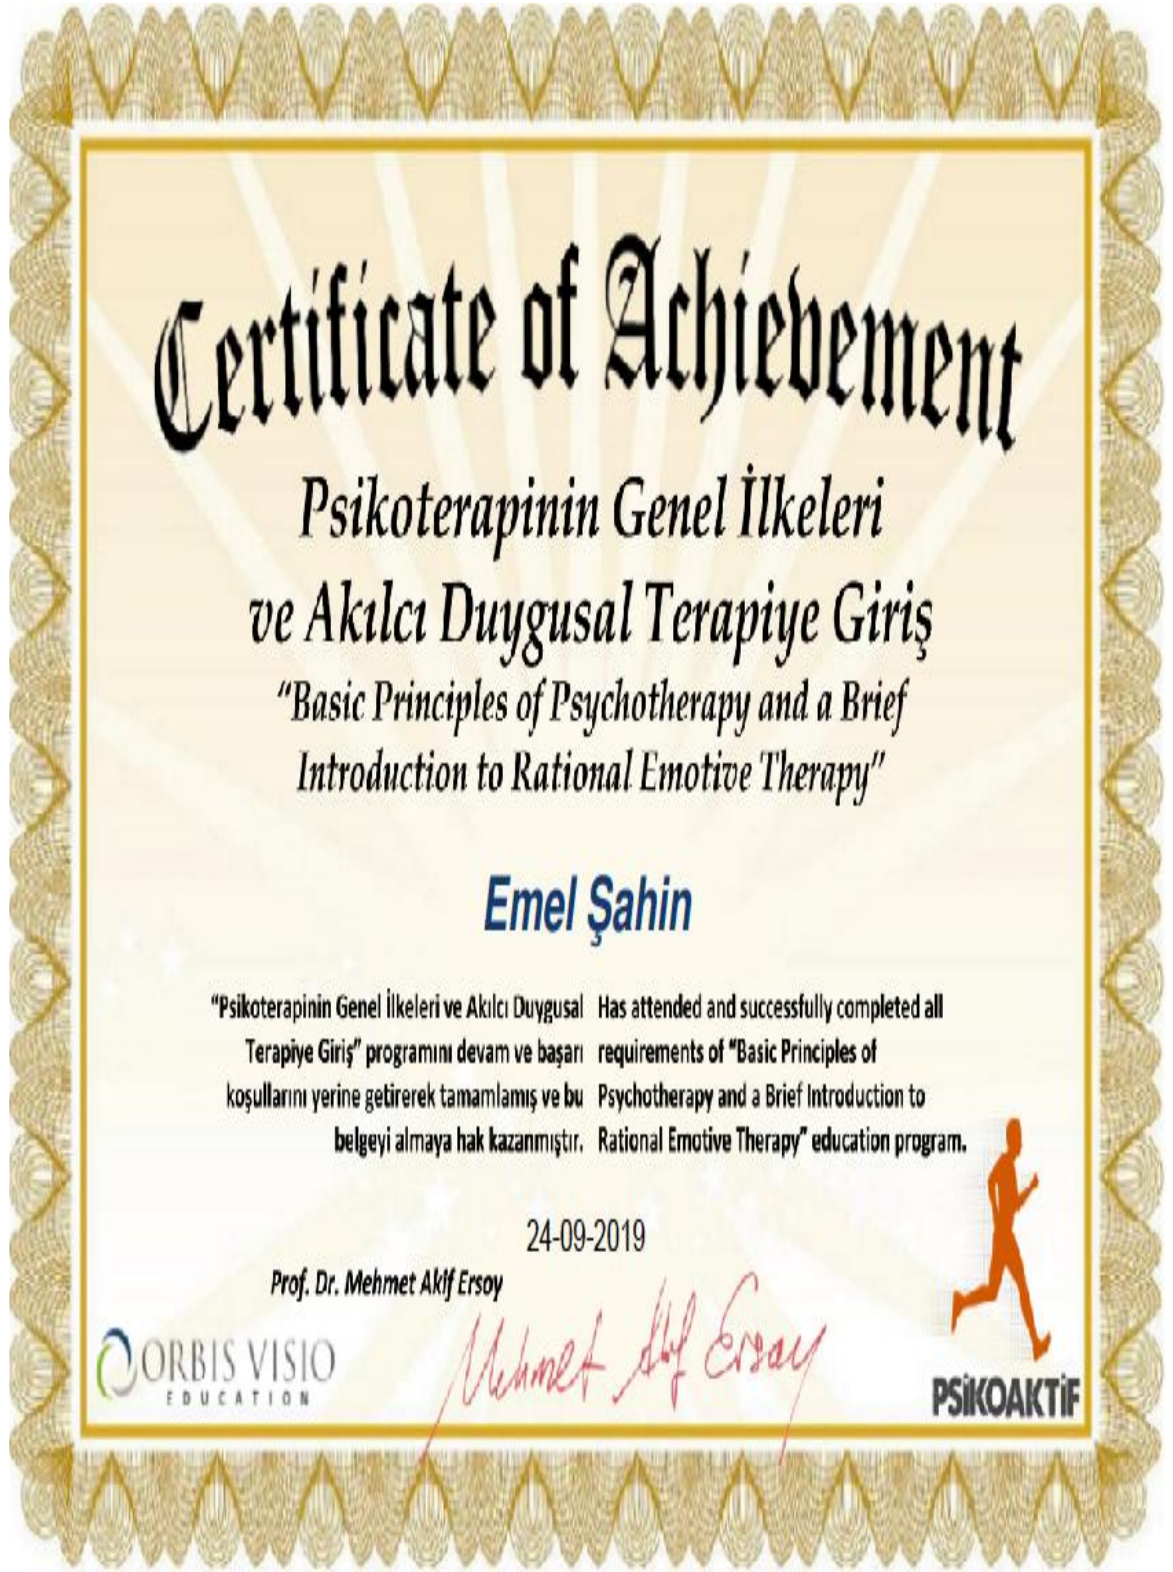 Certificate of Achievement
Psikoterapinin Genel İlkeleri
ve Akılcı Duygusal Terapiye Giriş
“Basic Principles of Psychotherapy and a Brief
Introduction to Rational Emotive Therapy”
Emel Şahin
“Psikoterapinin Genel İlkeleri ve Akılcı Duygusal
Terapiye Giriş” programını devam ve başarı
koşullarını yerine getirerek tamamlamış ve bu
belgeyi almaya hak kazanmıştır.
Has attended and successfully completed all
requirements of “Basic Principles of
Psychotherapy and a Brief Introduction to
Rational Emotive Therapy” education program.
24-09-2019
Prof. Dr. Mehmet Akif Ersoy
Mehmet Akif Ersoy
ORBIS VISIO
EDUCATION
PSİKOAKTİF